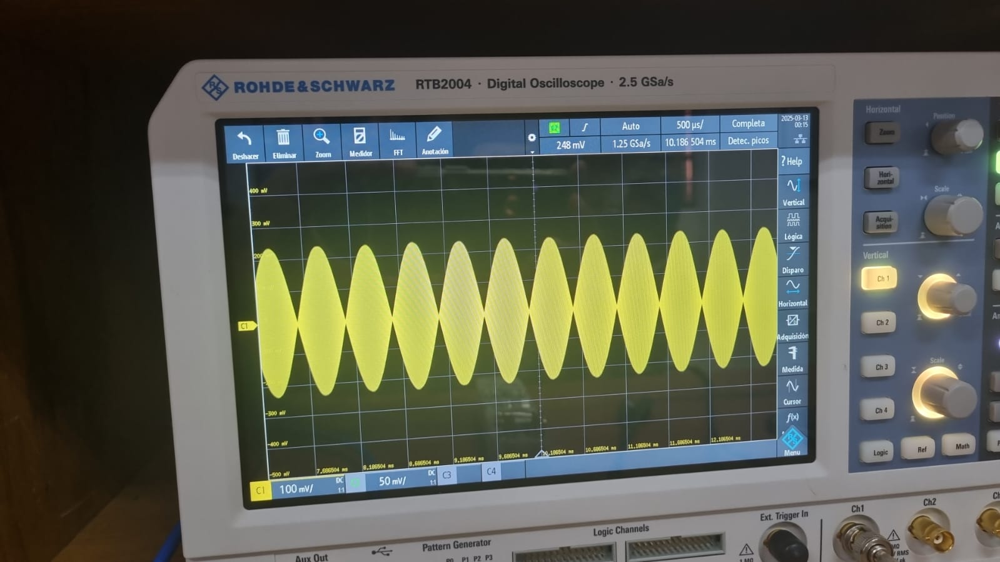 ROHDE & SCHWARZ RTB2004 · Digital Oscilloscope · 2.5 GSa/s
Deshacer Eliminar Zoom Medidor FFT Anotación
Auto 500 µs/ Completa
248 mV 1.25 GSa/s 10.186 504 ms Detec. picos
2025-03-13
00:15
? Help
Vertical
Lógica
Disparo
Horizontal
Adquisición
Medida
Cursor
f(x)
Menu
400 mV
300 mV
-300 mV
-400 mV
-500 mV
C1
7,686504 ms 8,186504 ms 8,686504 ms 9,186504 ms 9,686504 ms 10,186504 ms 10,686504 ms 11,186504 ms 11,686504 ms 12,186504 ms
C1 100 mV/ DC 1:1 50 mV/ DC 1:1 C3 C4
Horizontal
Position
Zoom
Hori-
zontal
Scale
Acqui-
sition
Vertical
Ch 1
Ch 2
Ch 3
Scale
Ch 4
Logic Ref Math
Aux Out
Pattern Generator
P0 P1 P2 P3
Logic Channels
Ext. Trigger In
Ch1
Ch2